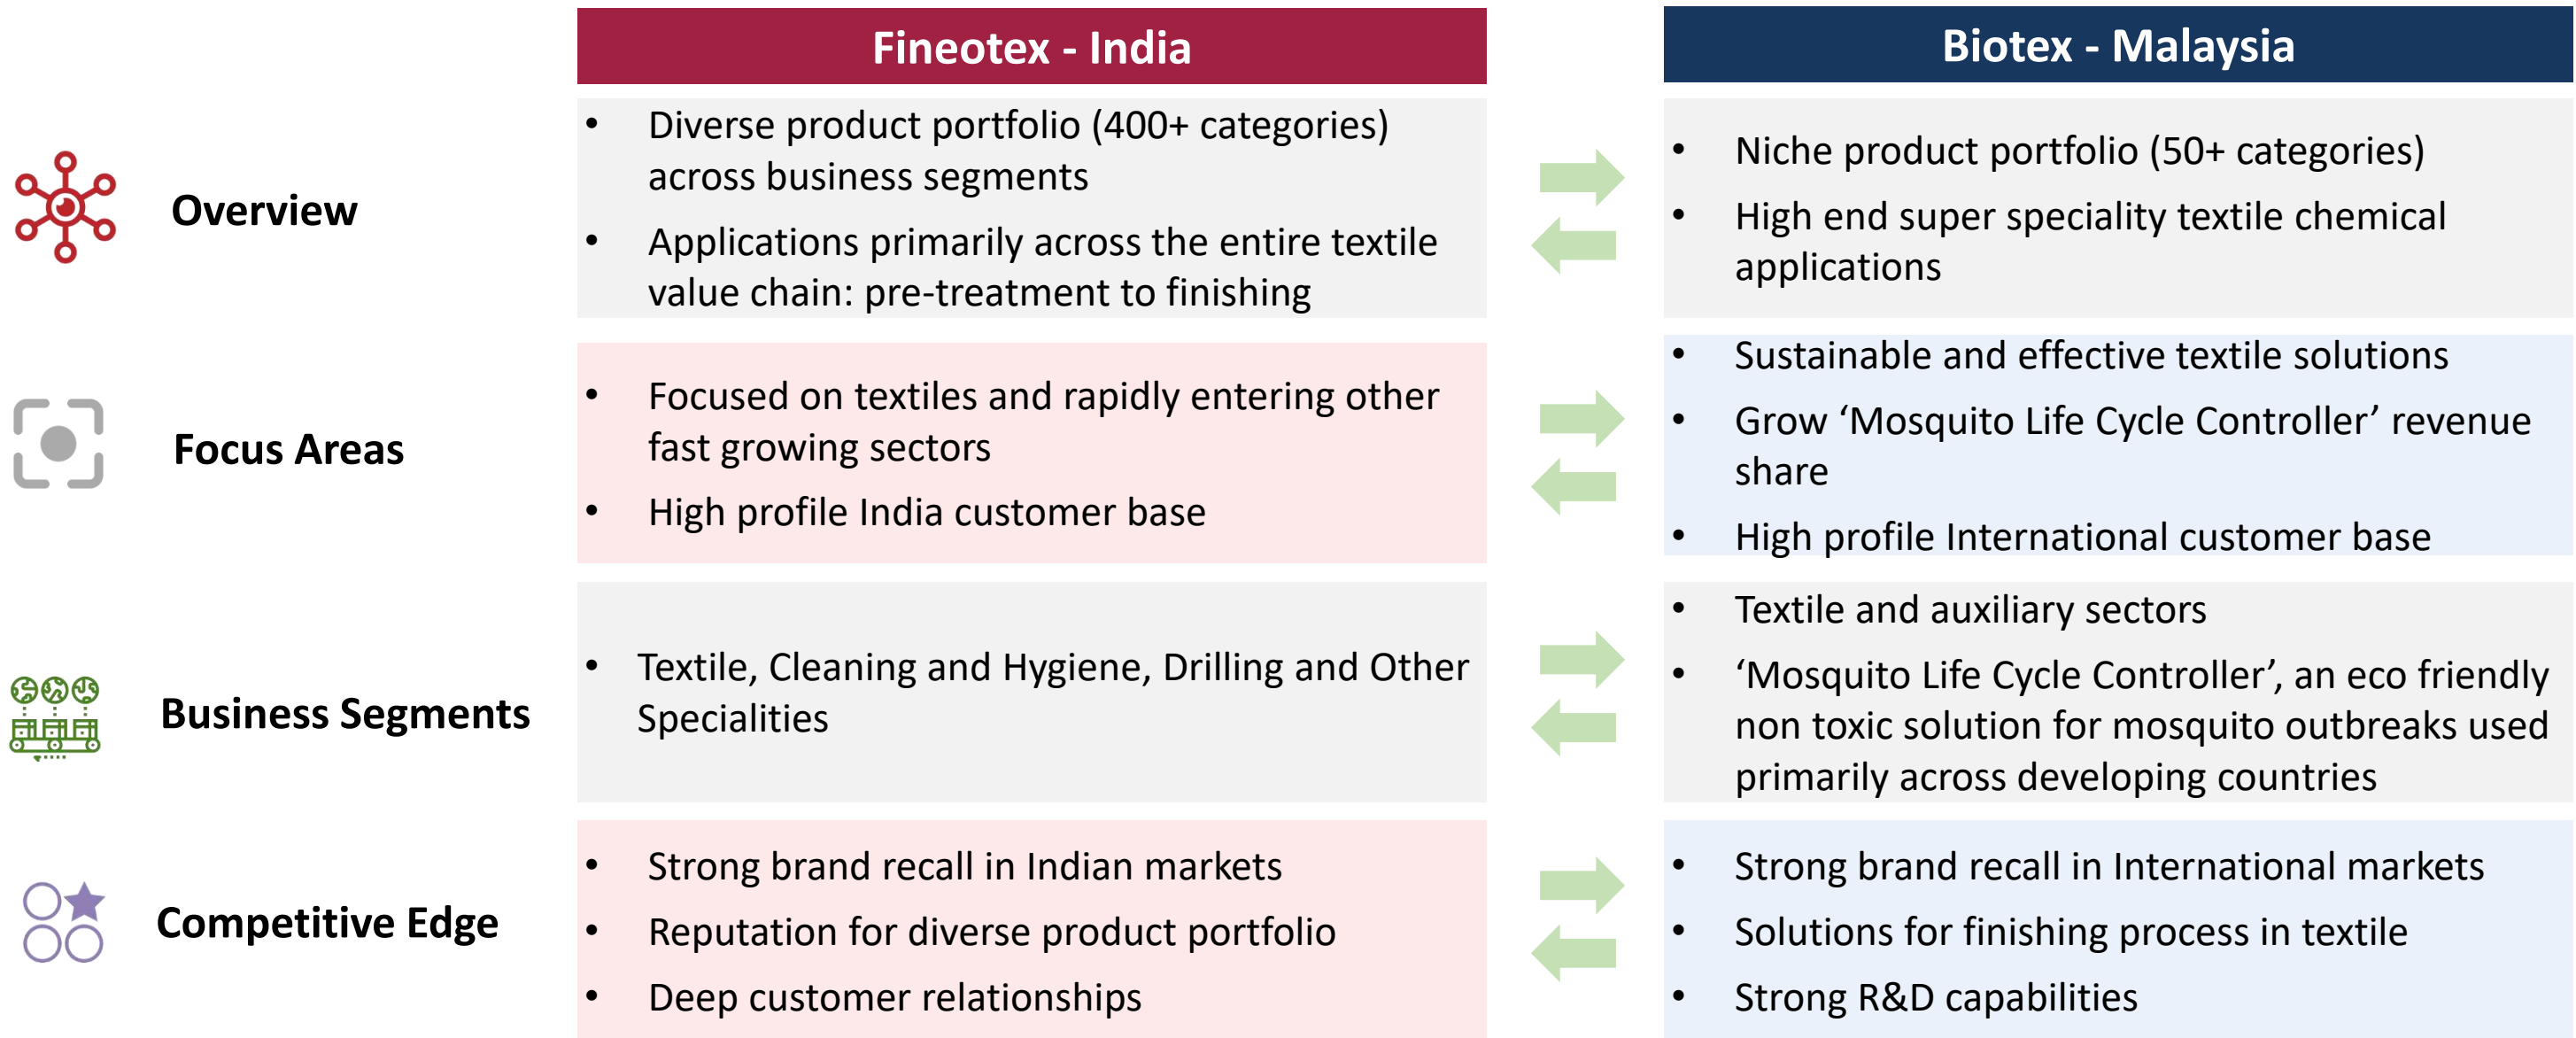 Fineotex - India
Biotex - Malaysia
Overview
• Diverse product portfolio (400+ categories)
across business segments
• Applications primarily across the entire textile
value chain: pre-treatment to finishing
• Niche product portfolio (50+ categories)
• High end super speciality textile chemical
applications
Focus Areas
• Focused on textiles and rapidly entering other
fast growing sectors
• High profile India customer base
• Sustainable and effective textile solutions
• Grow ‘Mosquito Life Cycle Controller’ revenue
share
• High profile International customer base
Business Segments
• Textile, Cleaning and Hygiene, Drilling and Other
Specialities
• Textile and auxiliary sectors
• ‘Mosquito Life Cycle Controller’, an eco friendly
non toxic solution for mosquito outbreaks used
primarily across developing countries
Competitive Edge
• Strong brand recall in Indian markets
• Reputation for diverse product portfolio
• Deep customer relationships
• Strong brand recall in International markets
• Solutions for finishing process in textile
• Strong R&D capabilities